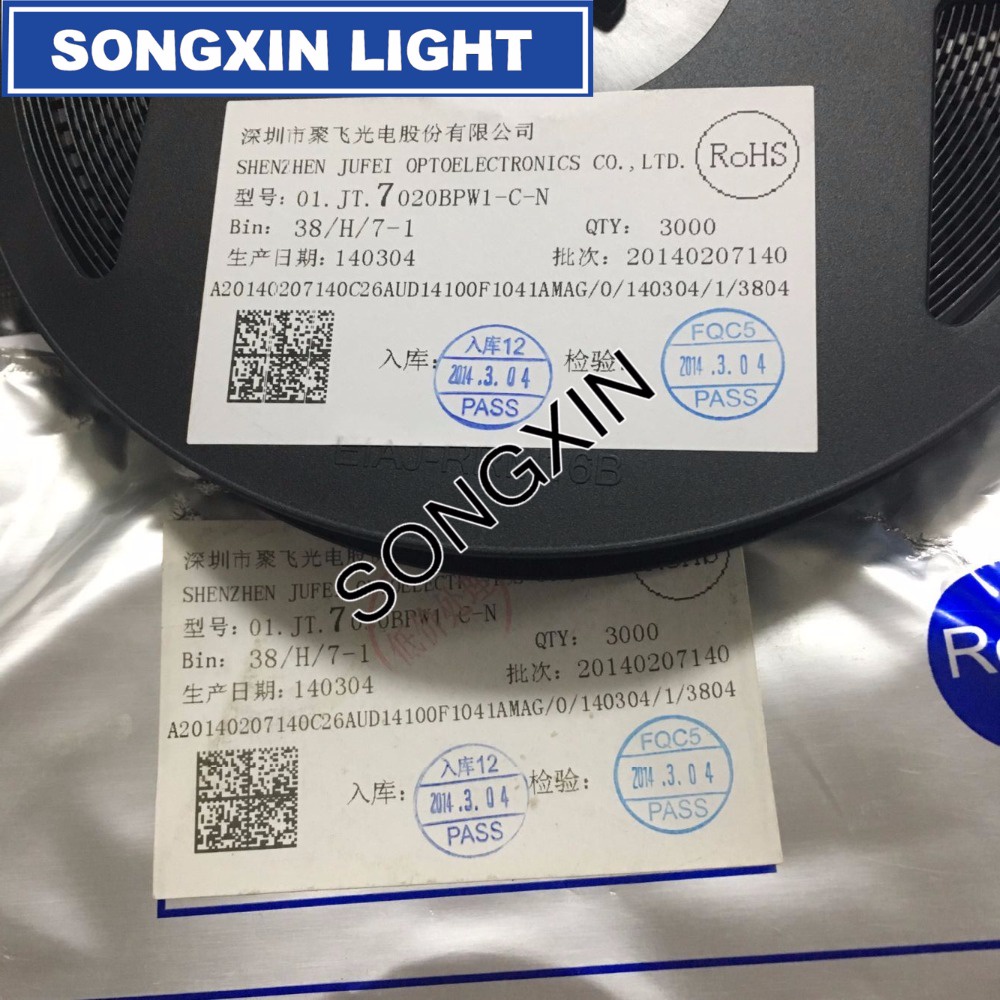 SONGXIN LIGHT
深圳市聚飞光电股份有限公司
SHENZHEN JUFEI OPTOELECTRONICS CO.,LTD.
RoHS
型号: 01.JT.7020BPW1-C-N
Bin: 38/H/7-1 QTY: 3000
生产日期: 140304 批次: 20140207140
A20140207140C26AUD14100F1041AMAG/0/140304/1/3804
入库: 检验:
入库12
2014.3.04
PASS
FQC5
2014.3.04
PASS
SONGXIN
深圳市聚飞光电股
SHENZHEN JUFEI
型号: 01.JT.7020BPW1-C-N
Bin: 38/H/7-1 QTY: 3000
生产日期: 140304 批次: 20140207140
A20140207140C26AUD14100F1041AMAG/0/140304/1/3804
入库: 检验:
入库12
2014.3.04
PASS
FQC5
2014.3.04
PASS